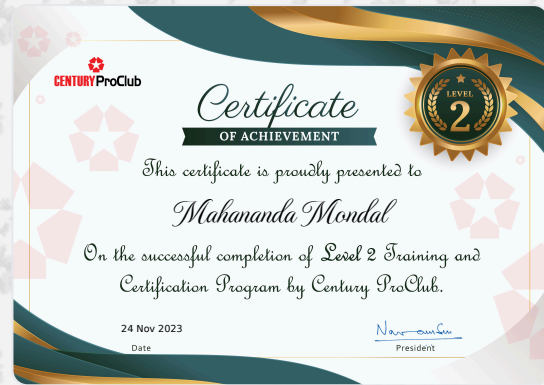 CENTURY ProClub
LEVEL
2
Certificate
OF ACHIEVEMENT
This certificate is proudly presented to
Mahananda Mondal
On the successful completion of Level 2 Training and
Certification Program by Century ProClub.
24 Nov 2023
Date
President